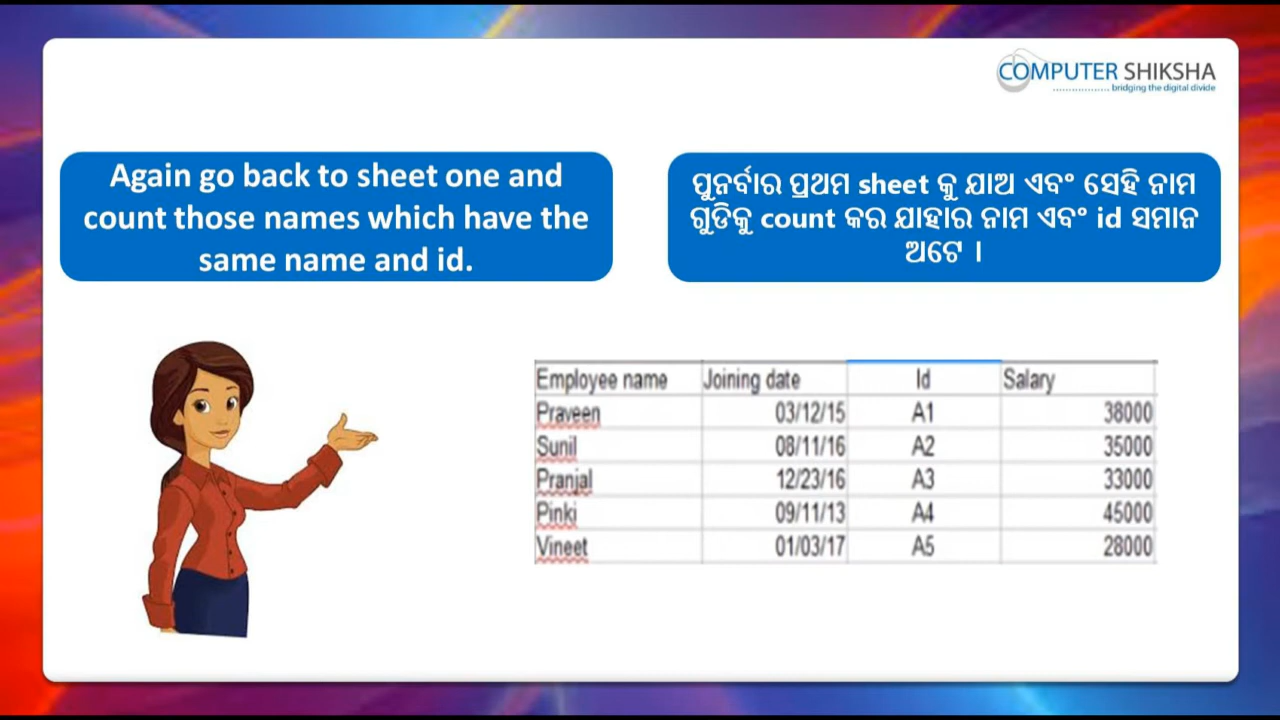 COMPUTER SHIKSHA
.................. bridging the digital divide
Again go back to sheet one and
count those names which have the
same name and id.
ପୁନର୍ବାର ପ୍ରଥମ sheet କୁ ଯାଅ ଏବଂ ସେହି ନାମ
ଗୁଡିକୁ count କର ଯାହାର ନାମ ଏବଂ id ସମାନ
ଅଟେ ।
Employee name Joining date Id Salary
Praveen 03/12/15 A1 38000
Sunil 08/11/16 A2 35000
Pranjal 12/23/16 A3 33000
Pinki 09/11/13 A4 45000
Vineet 01/03/17 A5 28000